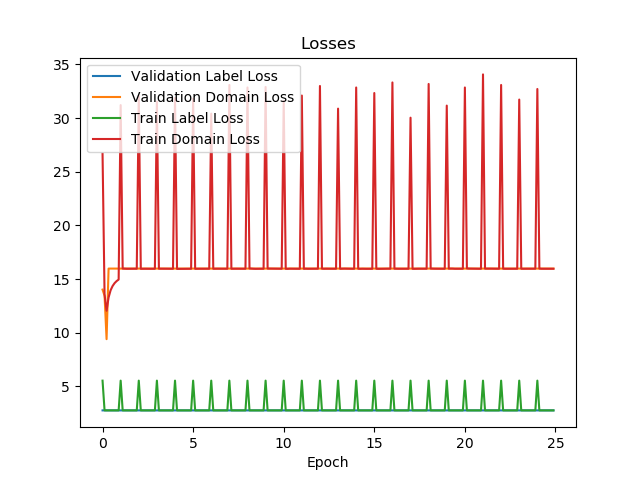 Losses
35
30
25
20
15
10
5
Validation Label Loss
Validation Domain Loss
Train Label Loss
Train Domain Loss
0 5 10 15 20 25
Epoch